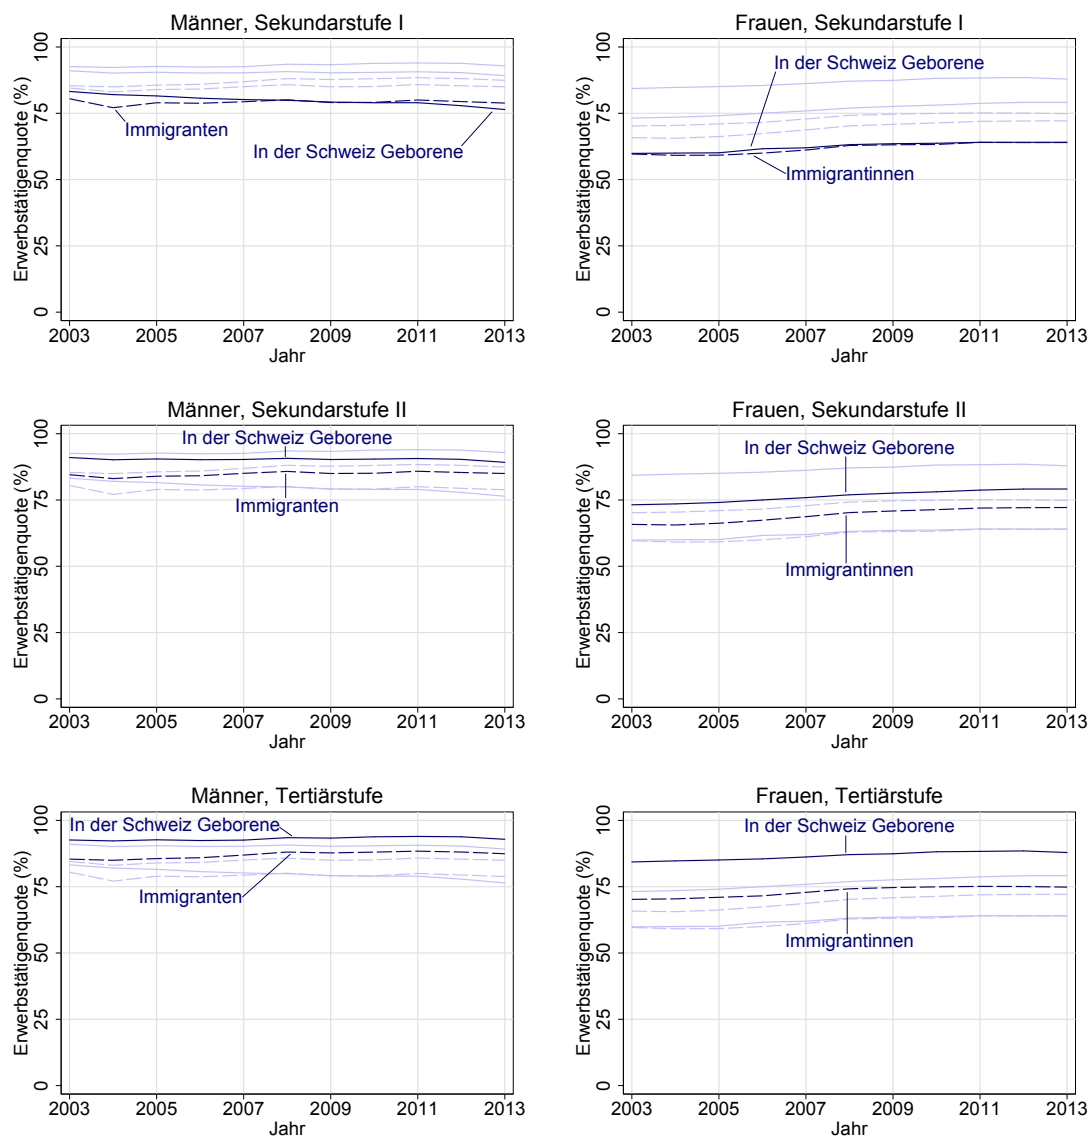 Männer, Sekundarstufe I
Erwerbstätigenquote (%)
100
75
50
25
0
Immigranten
In der Schweiz Geborene
2003 2005 2007 2009 2011 2013
Jahr
Frauen, Sekundarstufe I
Erwerbstätigenquote (%)
100
75
50
25
0
In der Schweiz Geborene
Immigrantinnen
2003 2005 2007 2009 2011 2013
Jahr
Männer, Sekundarstufe II
Erwerbstätigenquote (%)
100
75
50
25
0
In der Schweiz Geborene
Immigranten
2003 2005 2007 2009 2011 2013
Jahr
Frauen, Sekundarstufe II
Erwerbstätigenquote (%)
100
75
50
25
0
In der Schweiz Geborene
Immigrantinnen
2003 2005 2007 2009 2011 2013
Jahr
Männer, Tertiärstufe
Erwerbstätigenquote (%)
100
75
50
25
0
In der Schweiz Geborene
Immigranten
2003 2005 2007 2009 2011 2013
Jahr
Frauen, Tertiärstufe
Erwerbstätigenquote (%)
100
75
50
25
0
In der Schweiz Geborene
Immigrantinnen
2003 2005 2007 2009 2011 2013
Jahr